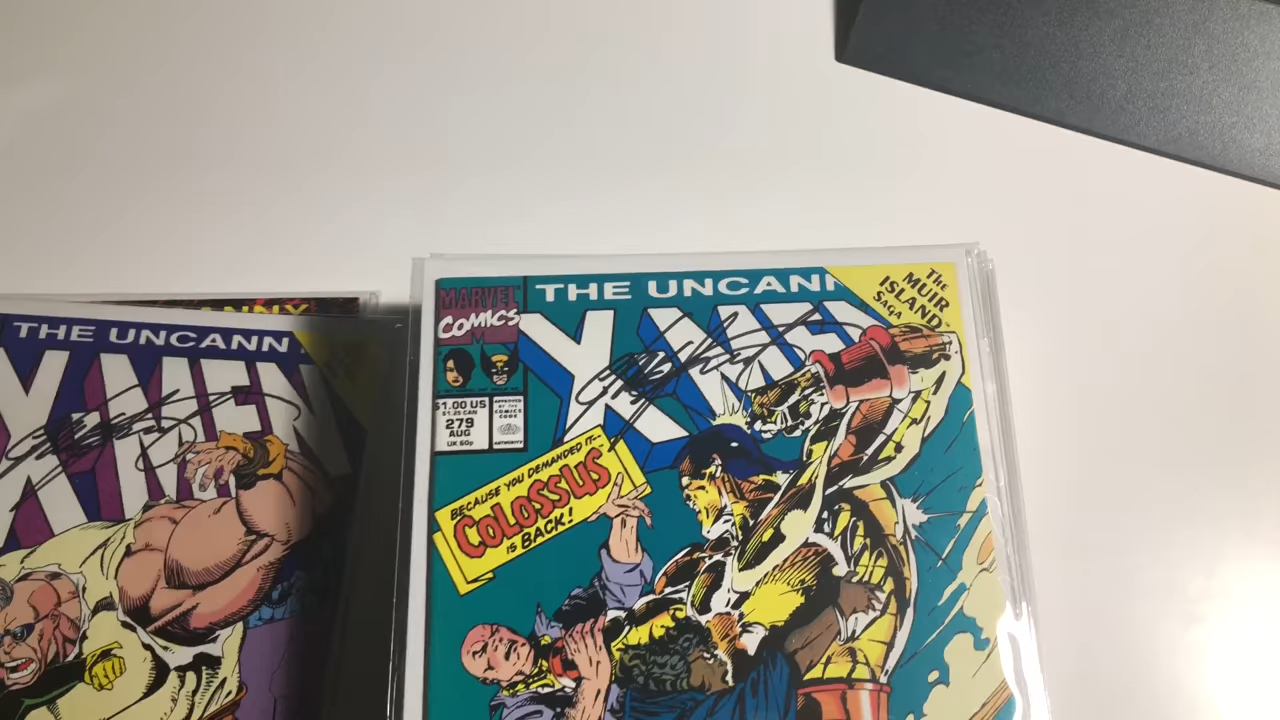 NNY
THE UNCANN
X-MEN
MARVEL
COMICS
THE UNCANN
X-MEN
The
MUIR
ISLAND
SAGA
$1.00 US
$1.25 CAN
279
AUG
UK 60p
APPROVED
BY THE
COMICS
CODE
AUTHORITY
BECAUSE YOU DEMANDED IT--
COLOSSUS
IS BACK!